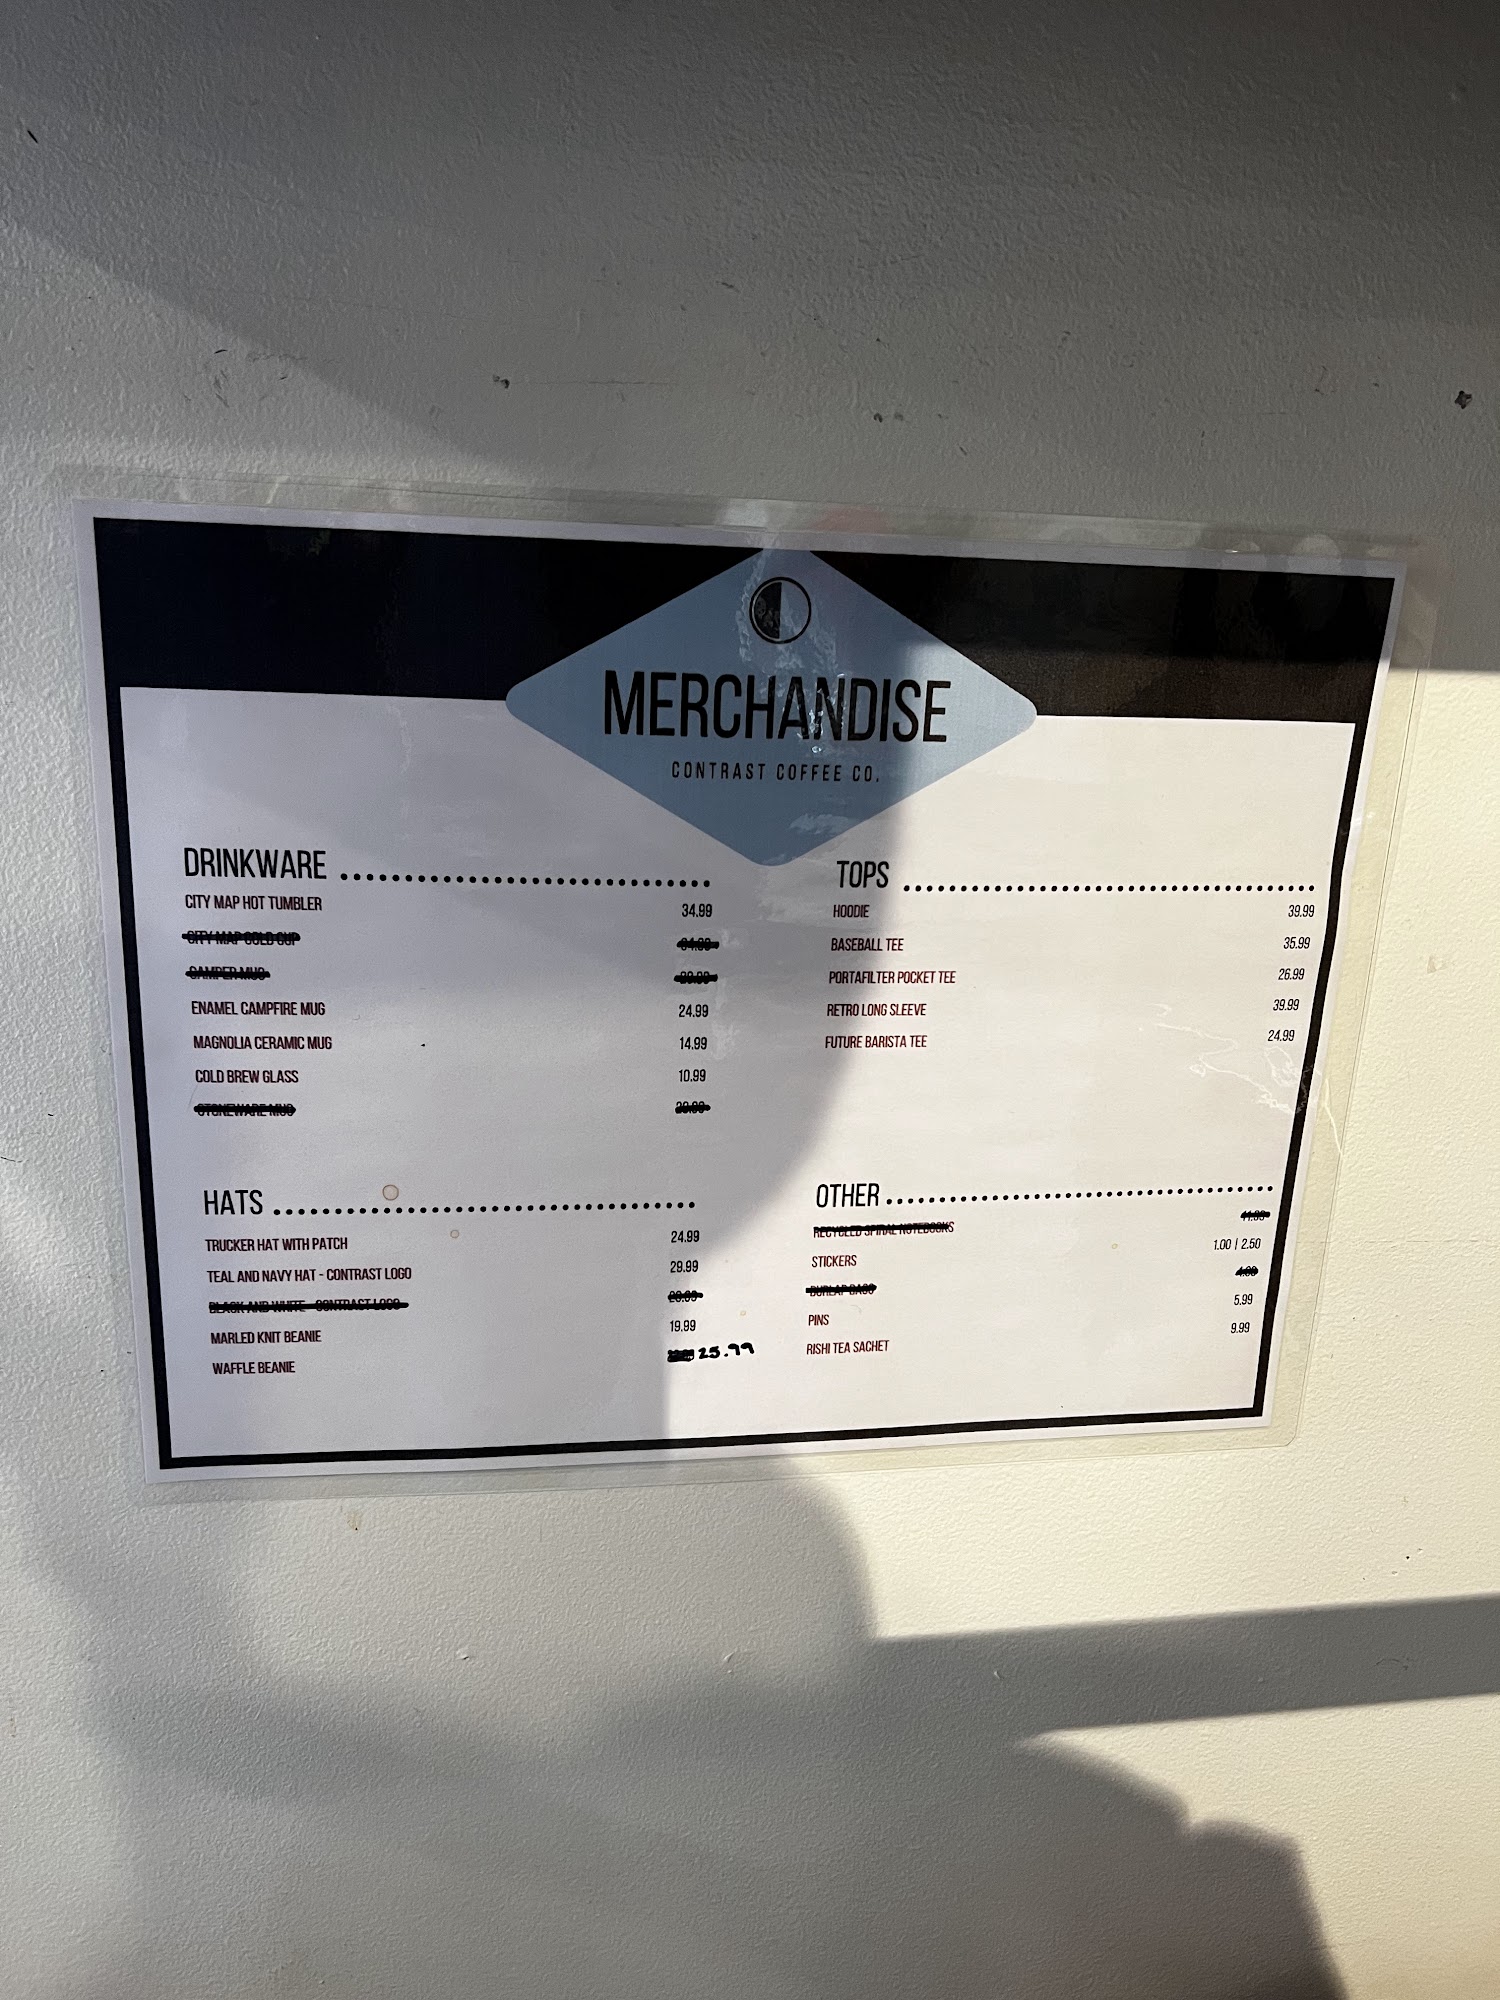 MERCHANDISE
CONTRAST COFFEE CO.
DRINKWARE
CITY MAP HOT TUMBLER 34.99
CITY MAP COLD CUP
CAMPER MUG
ENAMEL CAMPFIRE MUG 24.99
MAGNOLIA CERAMIC MUG 14.99
COLD BREW GLASS 10.99
STONEWARE MUG
HATS
TRUCKER HAT WITH PATCH 24.99
TEAL AND NAVY HAT - CONTRAST LOGO 29.99
BLACK AND WHITE - CONTRAST LOGO
MARLED KNIT BEANIE 19.99
WAFFLE BEANIE 25.99
TOPS
HOODIE 39.99
BASEBALL TEE 35.99
PORTAFILTER POCKET TEE 26.99
RETRO LONG SLEEVE 39.99
FUTURE BARISTA TEE 24.99
OTHER
RECYCLED SPIRAL NOTEBOOKS
STICKERS 1.00 | 2.50
BURLAP BAGS
PINS 5.99
RISHI TEA SACHET 9.99